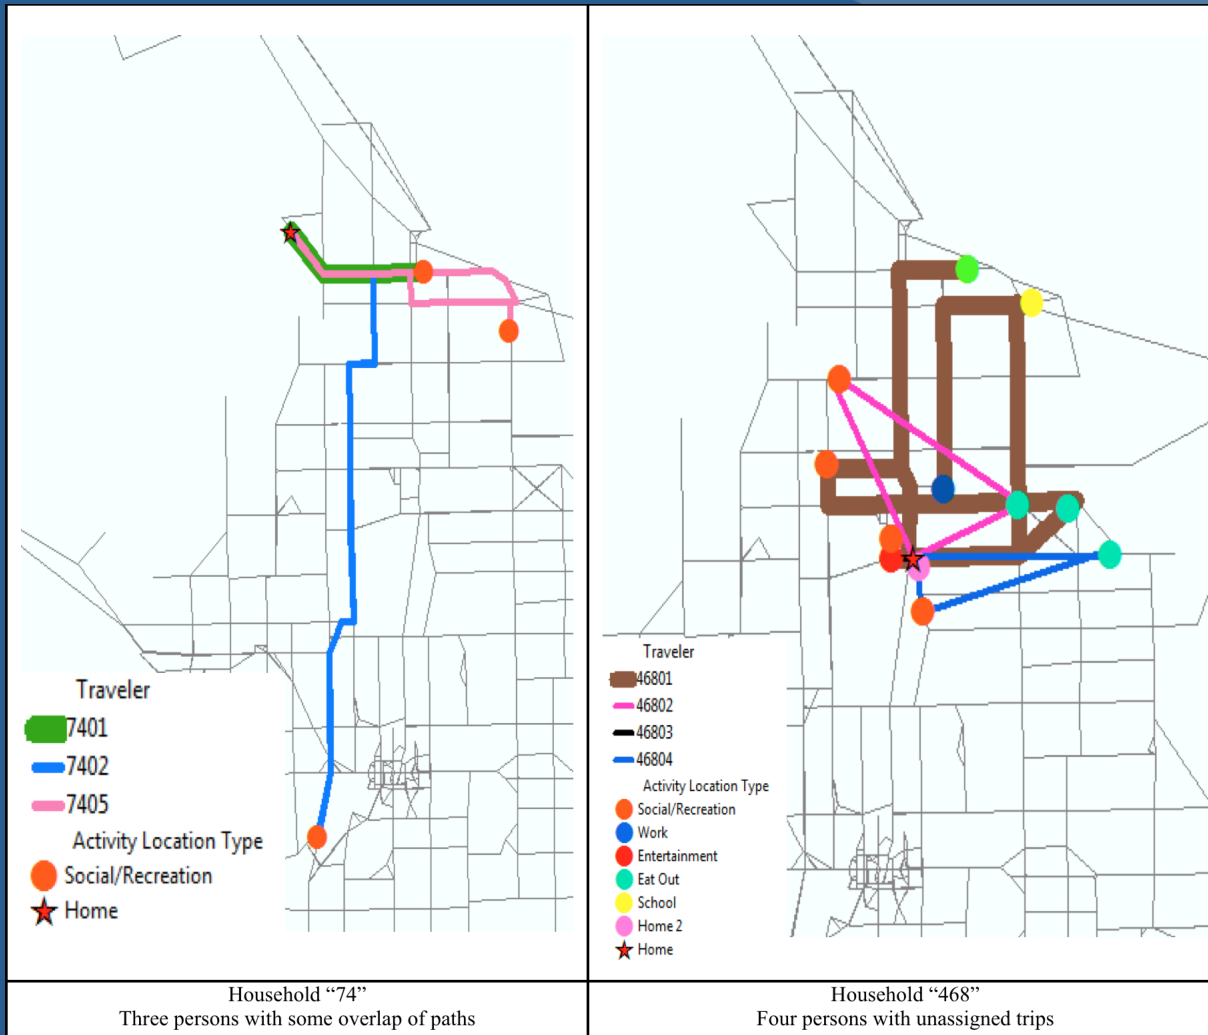 Traveler
7401
7402
7405
Activity Location Type
Social/Recreation
Home
Traveler
46801
46802
46803
46804
Activity Location Type
Social/Recreation
Work
Entertainment
Eat Out
School
Home 2
Home
Household “74”
Three persons with some overlap of paths
Household “468”
Four persons with unassigned trips